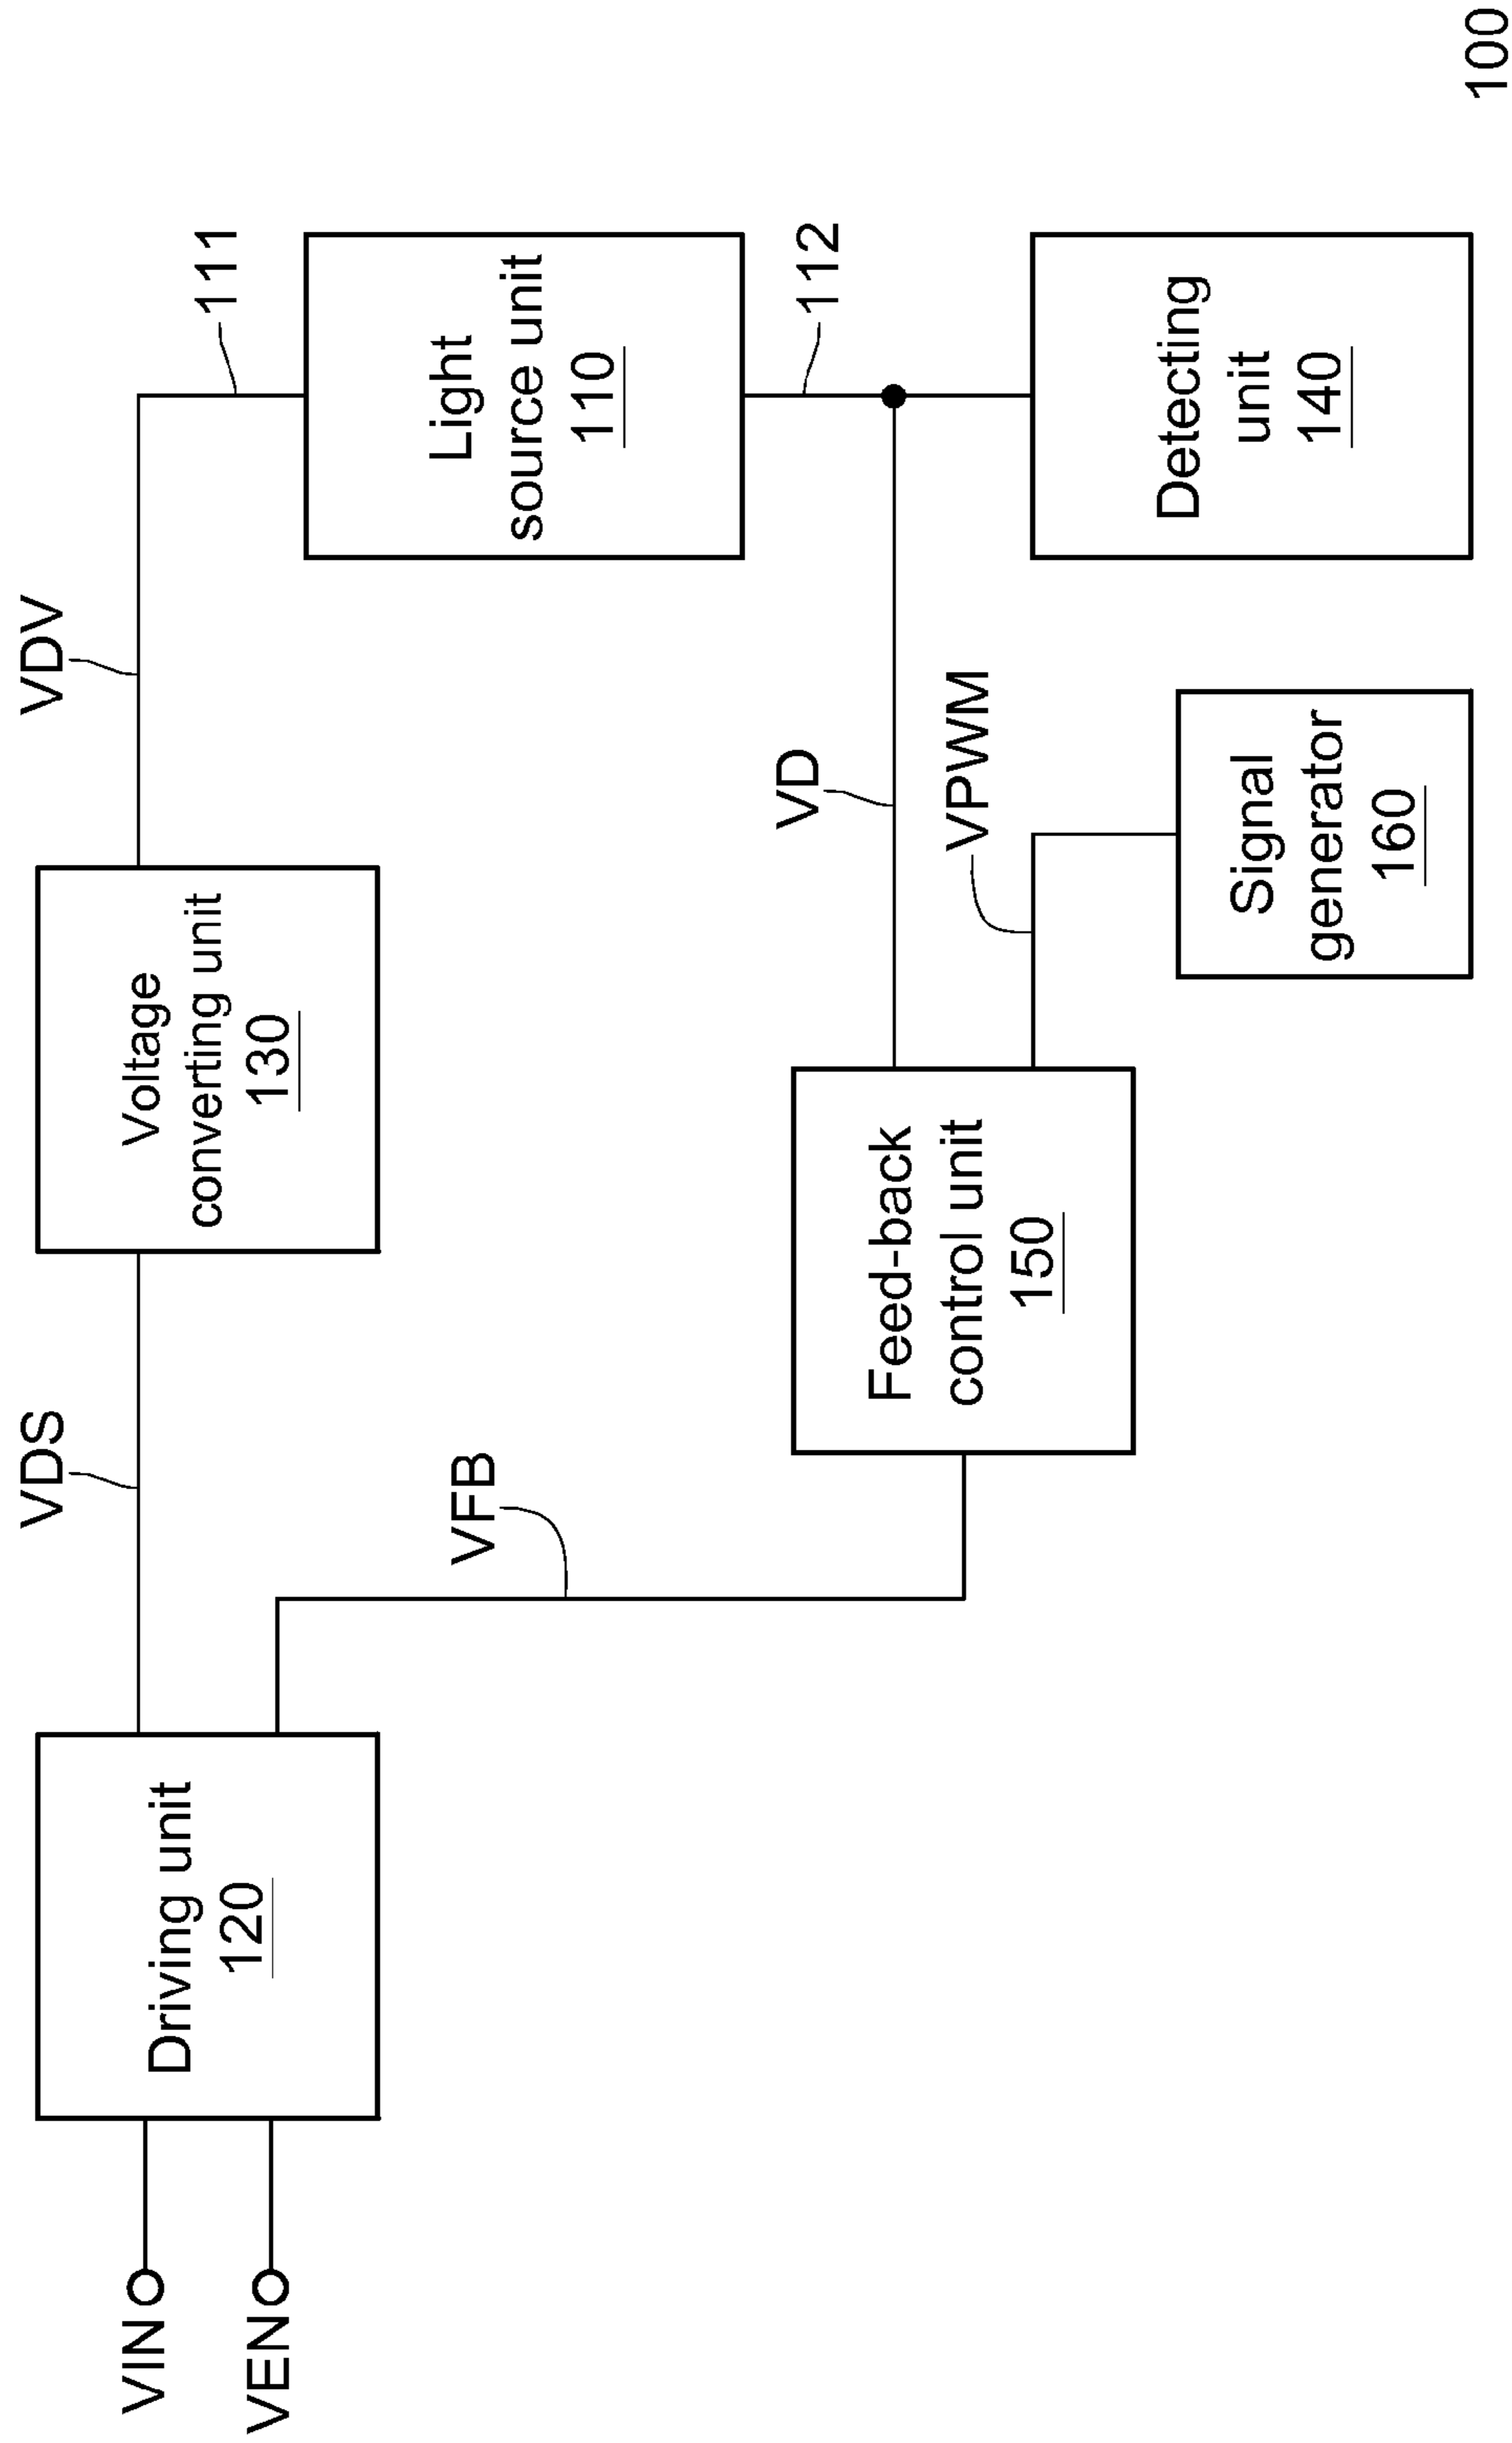 VIN
VEN
Driving unit
120
VDS
VFB
Voltage
converting unit
130
VDV
111
Light
source unit
110
112
VD
VPWM
Feed-back
control unit
150
Signal
generator
160
Detecting
unit
140
100